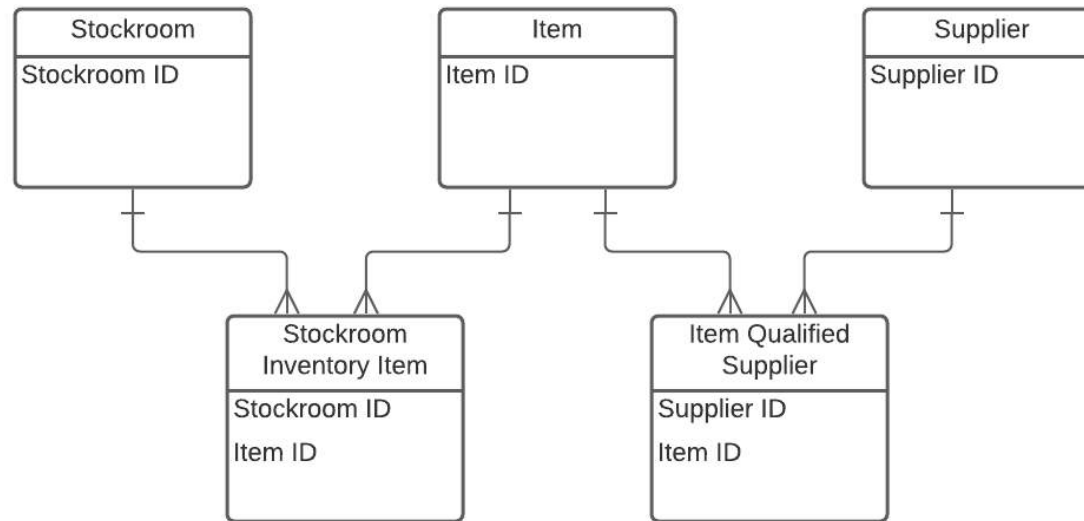 Stockroom
Stockroom ID
Item
Item ID
Supplier
Supplier ID
Stockroom
Inventory Item
Stockroom ID
Item ID
Item Qualified
Supplier
Supplier ID
Item ID